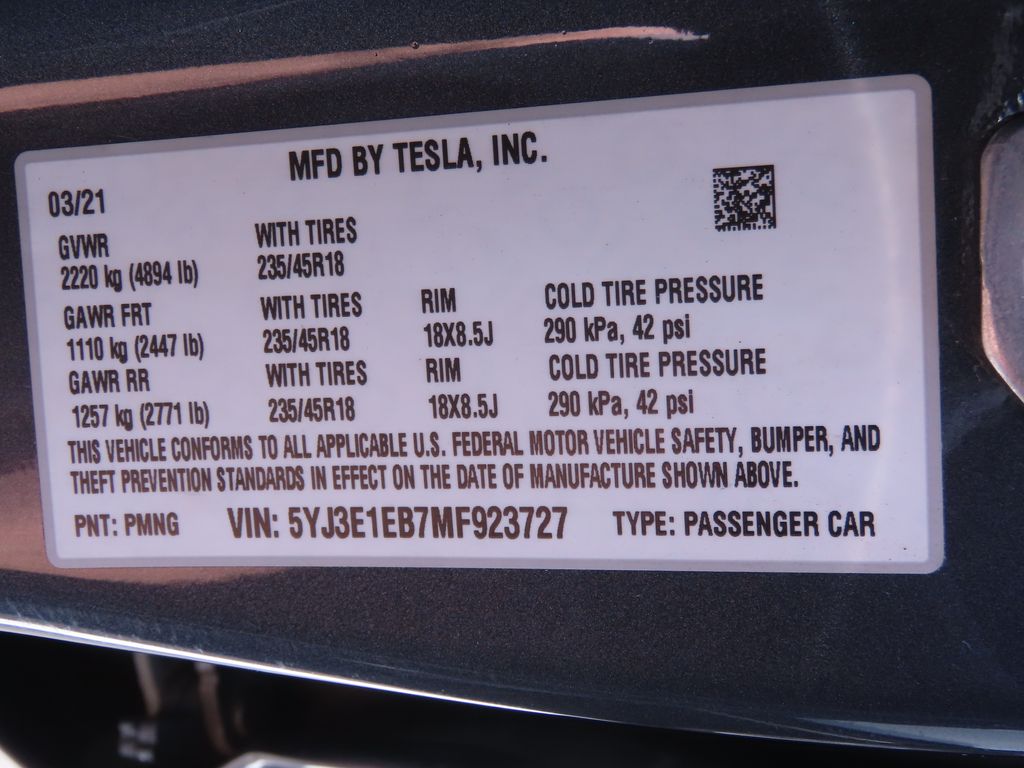 MFD BY TESLA, INC.
03/21
GVWR WITH TIRES
2220 kg (4894 lb) 235/45R18
GAWR FRT WITH TIRES RIM COLD TIRE PRESSURE
1110 kg (2447 lb) 235/45R18 18X8.5J 290 kPa, 42 psi
GAWR RR WITH TIRES RIM COLD TIRE PRESSURE
1257 kg (2771 lb) 235/45R18 18X8.5J 290 kPa, 42 psi
THIS VEHICLE CONFORMS TO ALL APPLICABLE U.S. FEDERAL MOTOR VEHICLE SAFETY, BUMPER, AND
THEFT PREVENTION STANDARDS IN EFFECT ON THE DATE OF MANUFACTURE SHOWN ABOVE.
PNT: PMNG VIN: 5YJ3E1EB7MF923727 TYPE: PASSENGER CAR